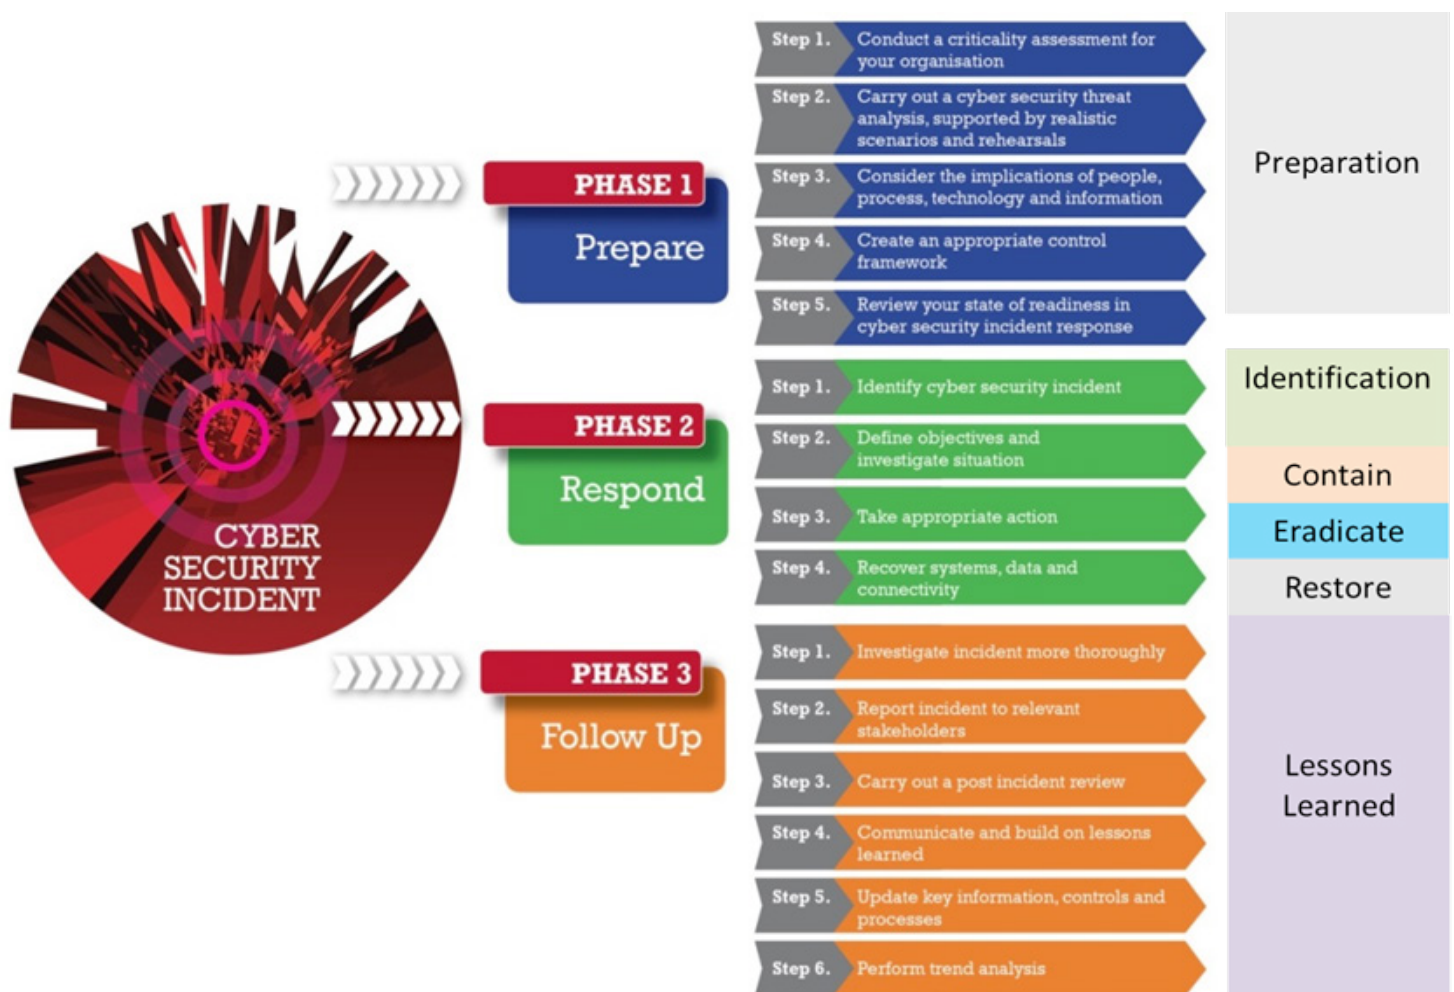 CYBER
SECURITY
INCIDENT
PHASE 1
Prepare
Step 1.
Conduct a criticality assessment for
your organisation
Step 2.
Carry out a cyber security threat
analysis, supported by realistic
scenarios and rehearsals
Step 3.
Consider the implications of people,
process, technology and information
Step 4.
Create an appropriate control
framework
Step 5.
Review your state of readiness in
cyber security incident response
Preparation
PHASE 2
Respond
Step 1.
Identify cyber security incident
Step 2.
Define objectives and
investigate situation
Step 3.
Take appropriate action
Step 4.
Recover systems, data and
connectivity
Identification
Contain
Eradicate
Restore
PHASE 3
Follow Up
Step 1.
Investigate incident more thoroughly
Step 2.
Report incident to relevant
stakeholders
Step 3.
Carry out a post incident review
Step 4.
Communicate and build on lessons
learned
Step 5.
Update key information, controls and
processes
Step 6.
Perform trend analysis
Lessons
Learned